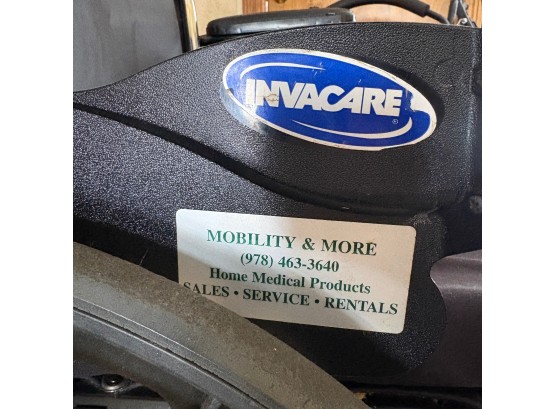 INVACARE
®
MOBILITY & MORE
(978) 463-3640
Home Medical Products
SALES • SERVICE • RENTALS